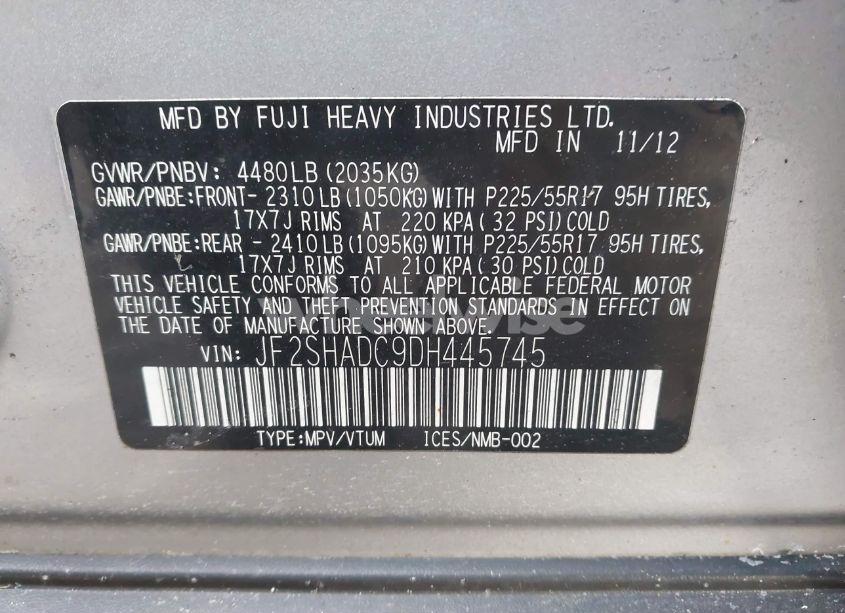 MFD BY FUJI HEAVY INDUSTRIES LTD.
MFD IN 11/12
GVWR/PNBV: 4480LB(2035KG)
GAWR/PNBE:FRONT- 2310LB(1050KG)WITH P225/55R17 95H TIRES,
17X7J RIMS AT 220 KPA( 32 PSI)COLD
GAWR/PNBE:REAR - 2410LB(1095KG)WITH P225/55R17 95H TIRES,
17X7J RIMS AT 210 KPA( 30 PSI)COLD
THIS VEHICLE CONFORMS TO ALL APPLICABLE FEDERAL MOTOR
VEHICLE SAFETY AND THEFT PREVENTION STANDARDS IN EFFECT ON
THE DATE OF MANUFACTURE SHOWN ABOVE.
VIN: JF2SHADC9DH445745
TYPE:MPV/VTUM ICES/NMB-002